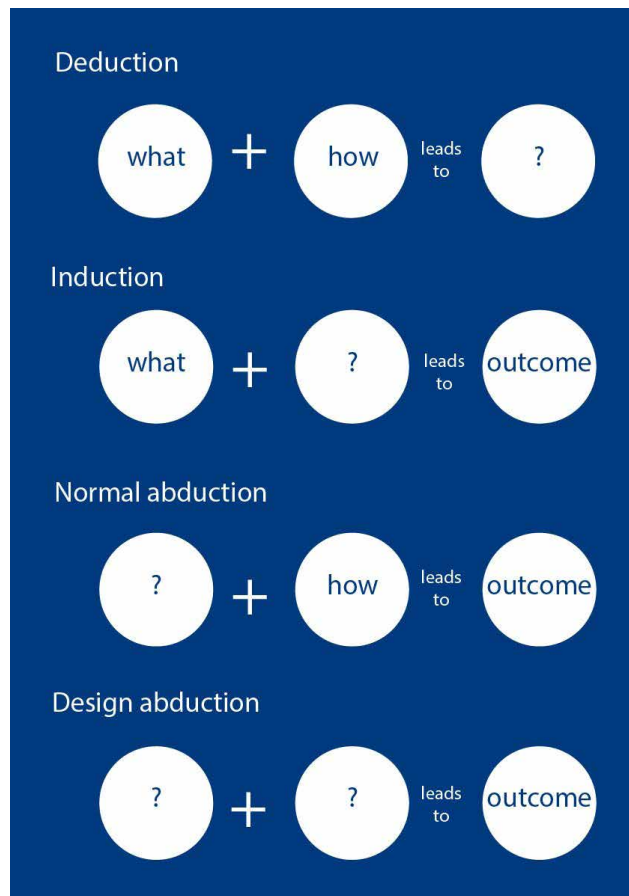 Deduction
what + how leads to ?
Induction
what + ? leads to outcome
Normal abduction
? + how leads to outcome
Design abduction
? + ? leads to outcome